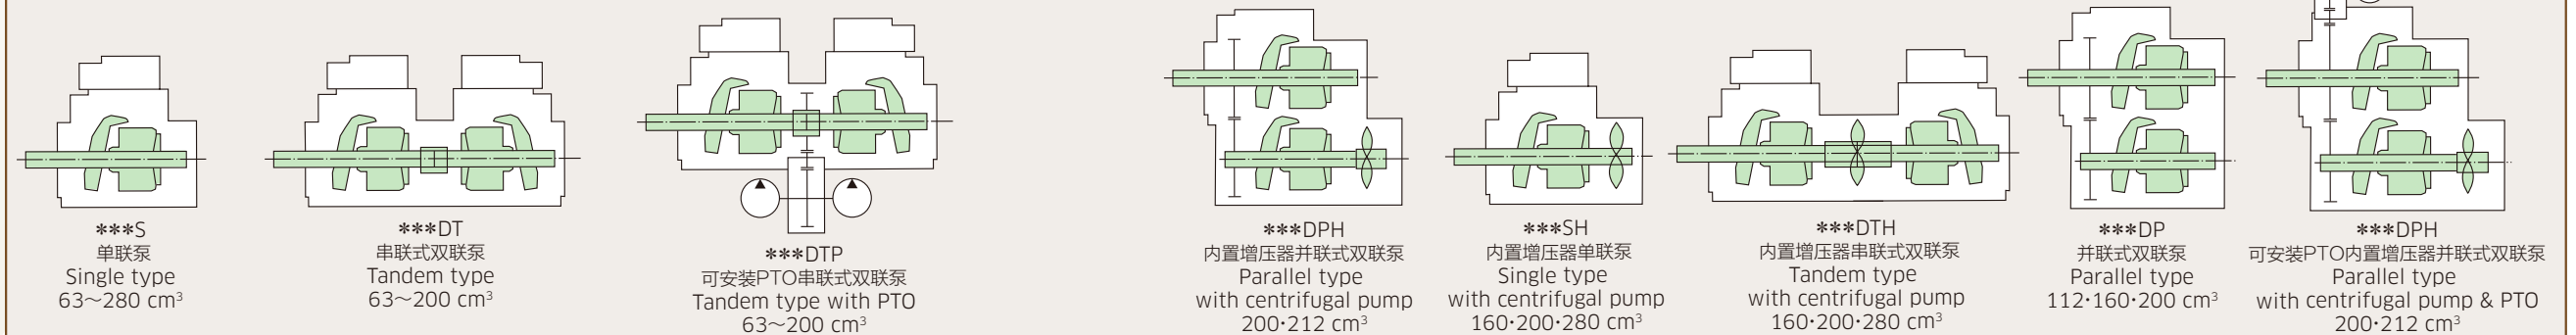 ***S
单联泵
Single type
63~280 cm³
***DT
串联式双联泵
Tandem type
63~200 cm³
***DTP
可安装PTO串联式双联泵
Tandem type with PTO
63~200 cm³
***DPH
内置增压器并联式双联泵
Parallel type
with centrifugal pump
200·212 cm³
***SH
内置增压器单联泵
Single type
with centrifugal pump
160·200·280 cm³
***DTH
内置增压器串联式双联泵
Tandem type
with centrifugal pump
160·200·280 cm³
***DP
并联式双联泵
Parallel type
112·160·200 cm³
***DPH
可安装PTO内置增压器并联式双联泵
Parallel type
with centrifugal pump & PTO
200·212 cm³